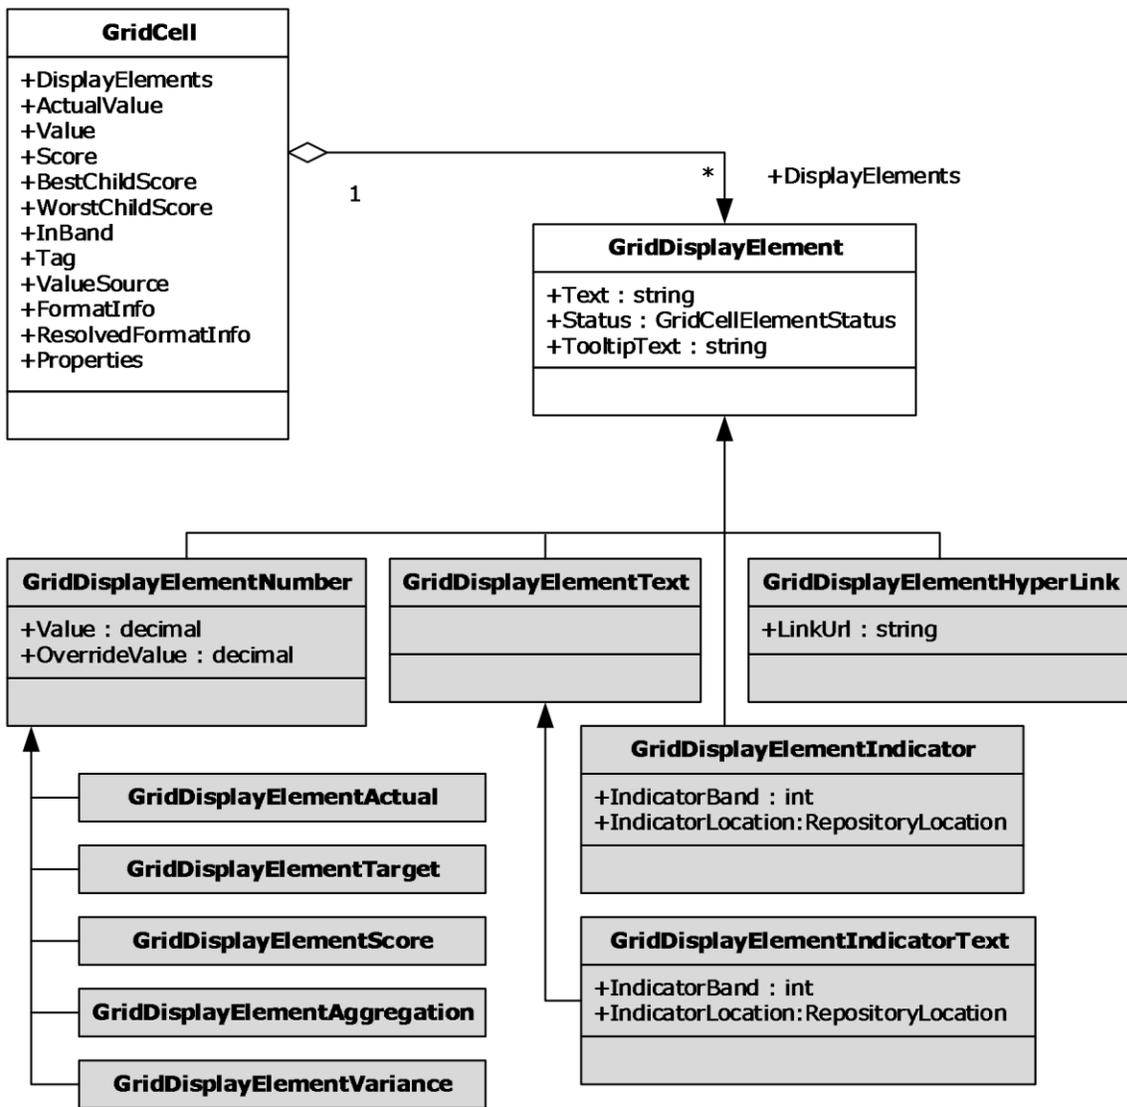 GridCell
+DisplayElements
+ActualValue
+Value
+Score
+BestChildScore
+WorstChildScore
+InBand
+Tag
+ValueSource
+FormatInfo
+ResolvedFormatInfo
+Properties
1
*
+DisplayElements
GridDisplayElement
+Text : string
+Status : GridCellElementStatus
+TooltipText : string
GridDisplayElementNumber
+Value : decimal
+OverrideValue : decimal
GridDisplayElementText
GridDisplayElementHyperLink
+LinkUrl : string
GridDisplayElementIndicator
+IndicatorBand : int
+IndicatorLocation:RepositoryLocation
GridDisplayElementActual
GridDisplayElementTarget
GridDisplayElementScore
GridDisplayElementAggregation
GridDisplayElementVariance
GridDisplayElementIndicatorText
+IndicatorBand : int
+IndicatorLocation:RepositoryLocation